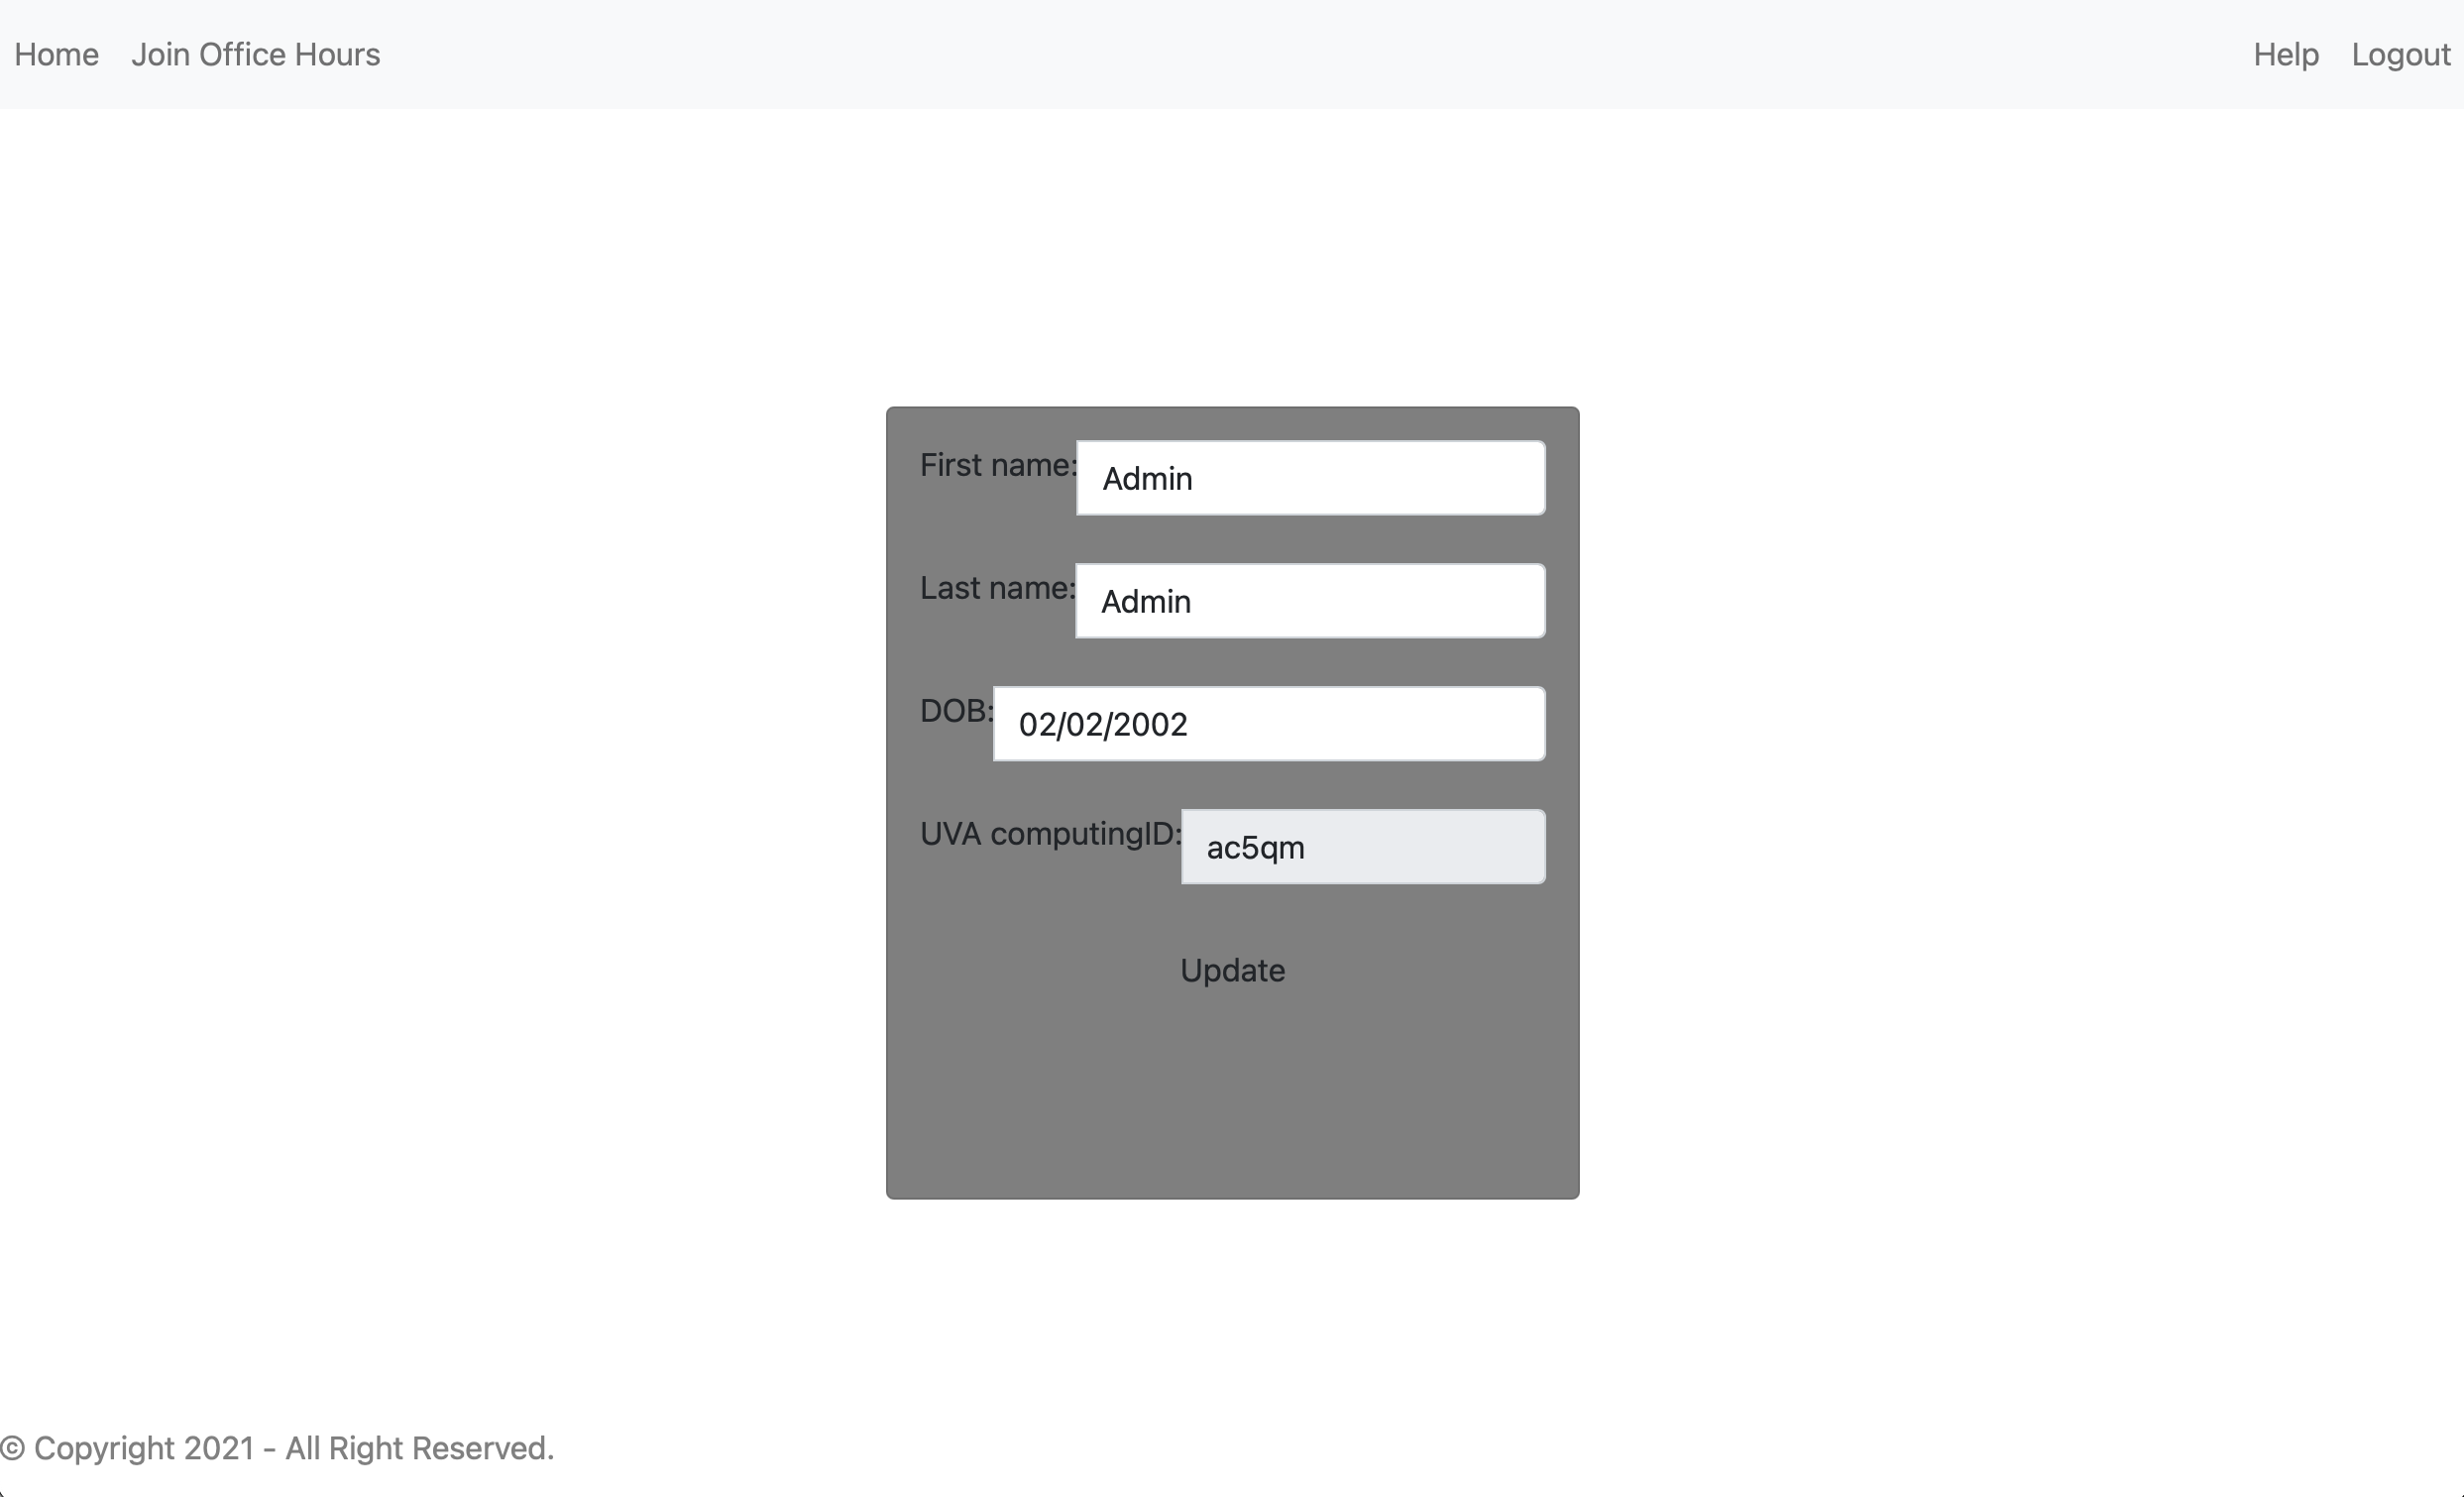 Home Join Office Hours Help Logout
First name: Admin
Last name: Admin
DOB: 02/02/2002
UVA computingID: ac5qm
Update
© Copyright 2021 - All Right Reserved.